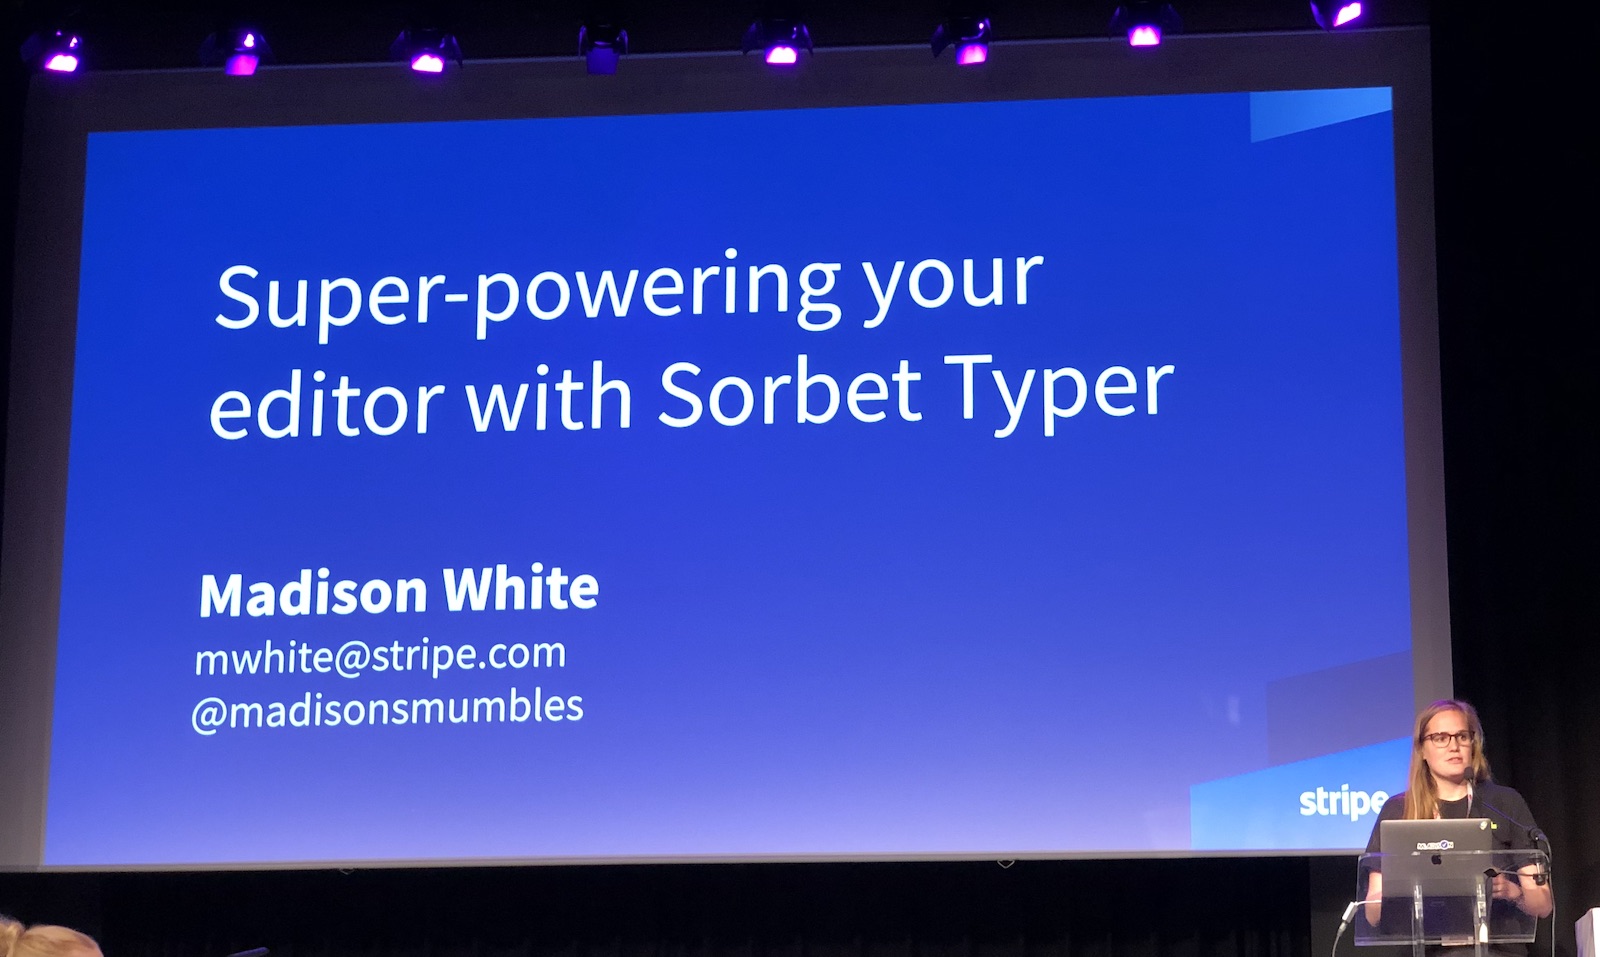 Super-powering your
editor with Sorbet Typer
Madison White
mwhite@stripe.com
@madisonsmumbles
stripe